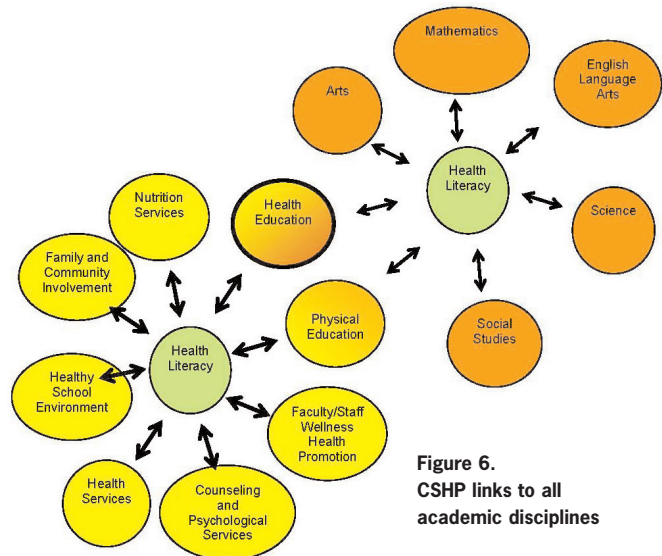 Mathematics
English
Language
Arts
Arts
Health
Literacy
Nutrition
Services
Health
Education
Science
Family and
Community
Involvement
Physical
Education
Social
Studies
Health
Literacy
Healthy
School
Environment
Faculty/Staff
Wellness
Health
Promotion
Health
Services
Counseling
and
Psychological
Services
Figure 6.
CSHP links to all
academic disciplines